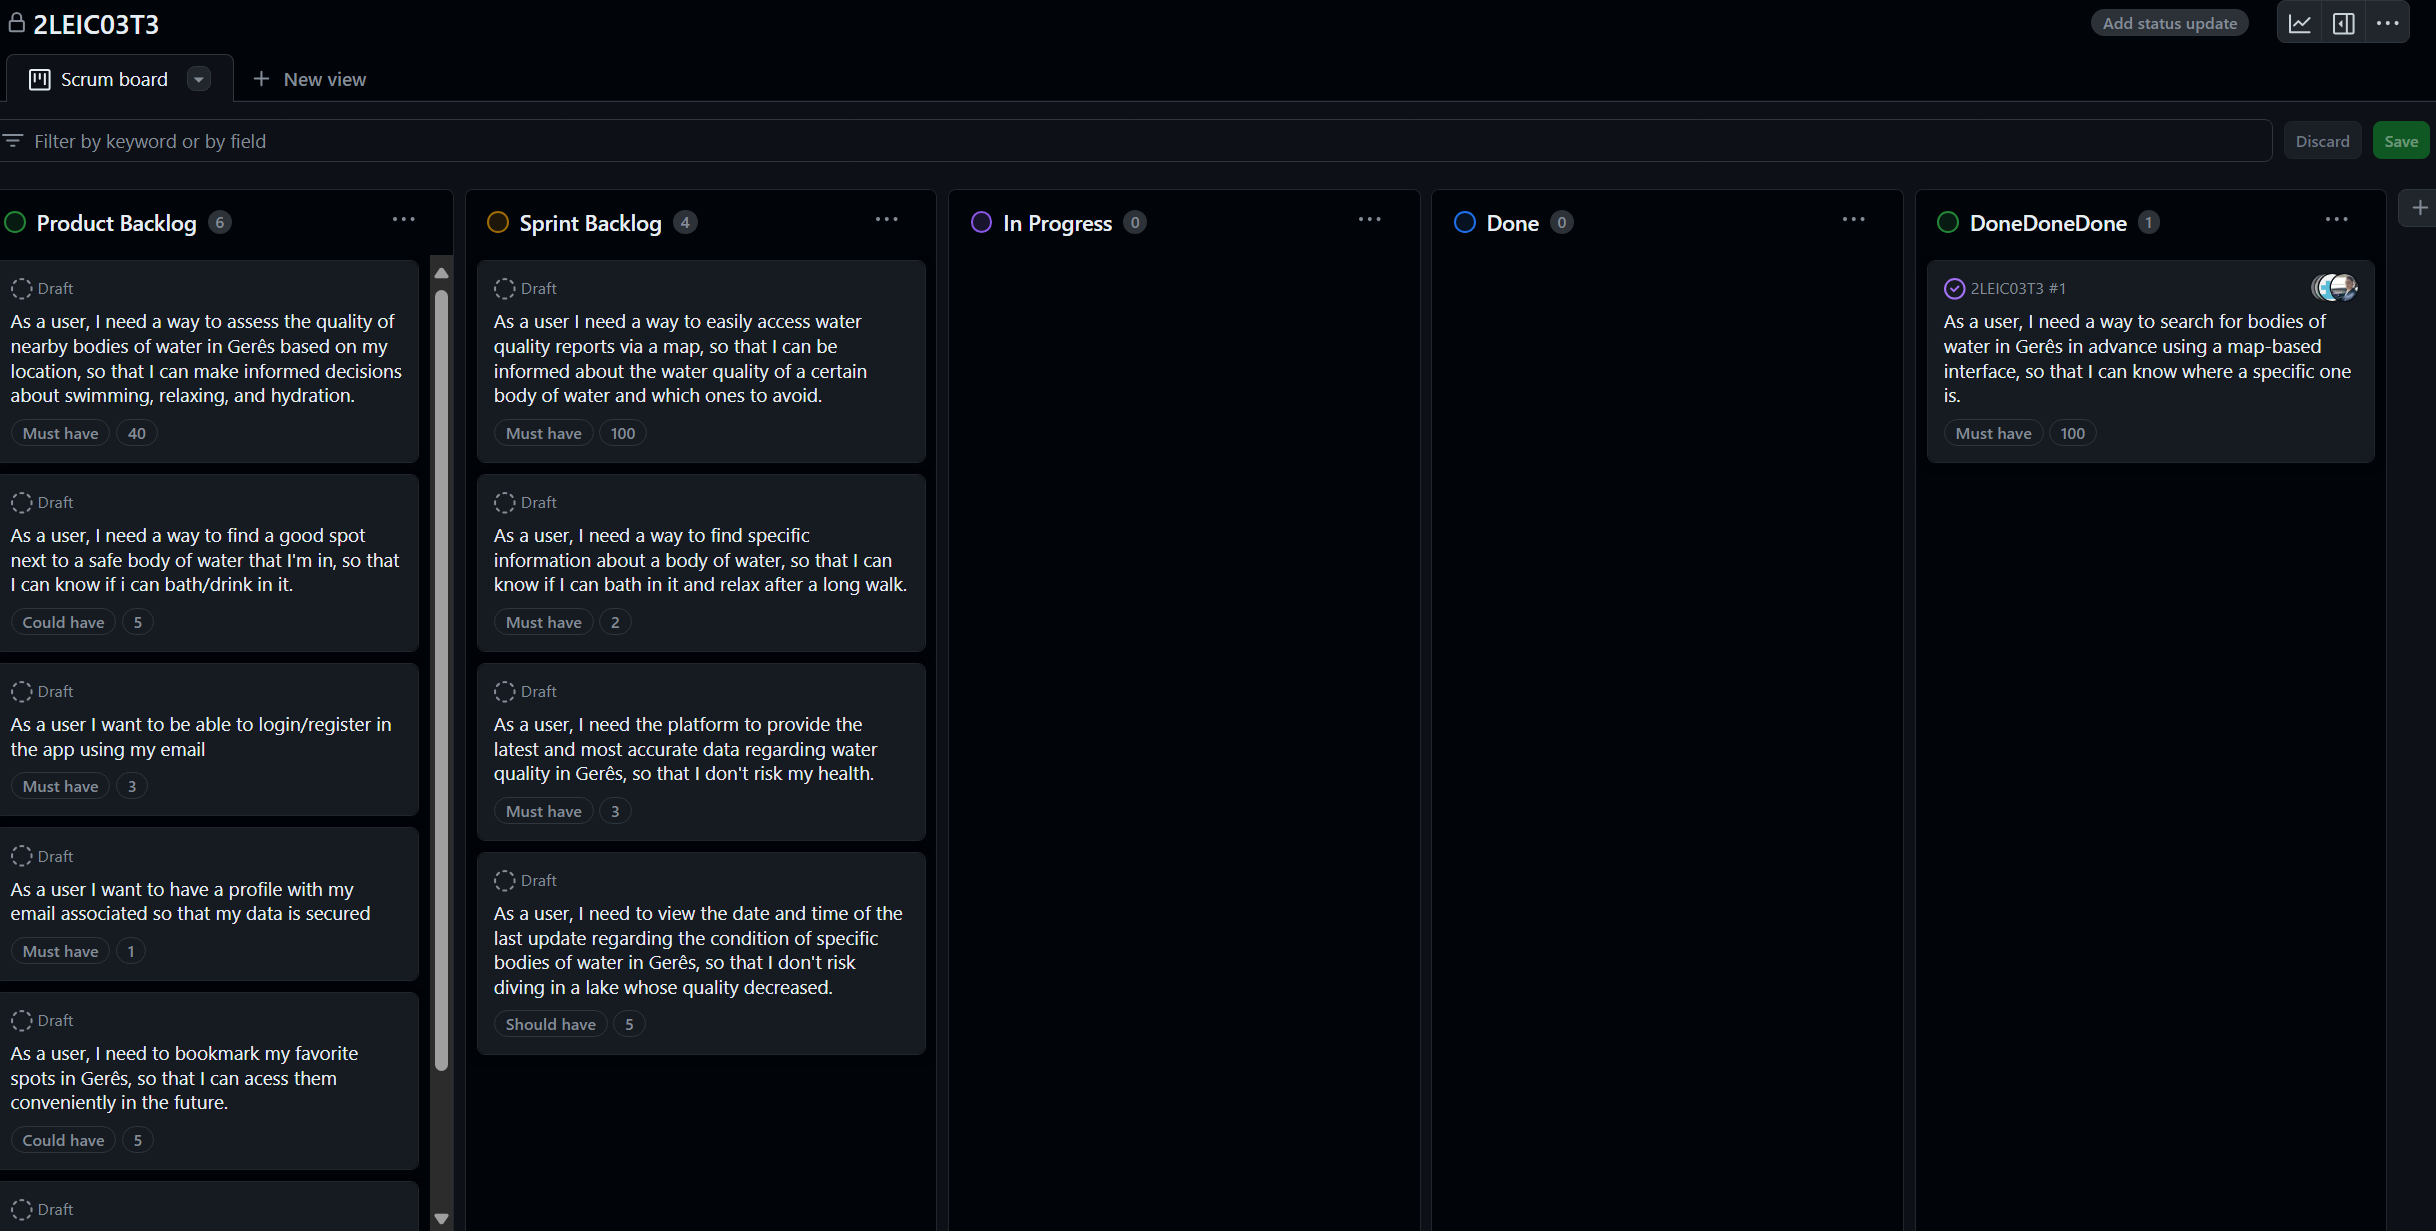 2LEIC03T3
Add status update
Scrum board
New view
Filter by keyword or by field
Discard
Save
Product Backlog 6
Draft
As a user, I need a way to assess the quality of
nearby bodies of water in Gerês based on my
location, so that I can make informed decisions
about swimming, relaxing, and hydration.
Must have 40
Draft
As a user, I need a way to find a good spot
next to a safe body of water that I'm in, so that
I can know if i can bath/drink in it.
Could have 5
Draft
As a user I want to be able to login/register in
the app using my email
Must have 3
Draft
As a user I want to have a profile with my
email associated so that my data is secured
Must have 1
Draft
As a user, I need to bookmark my favorite
spots in Gerês, so that I can acess them
conveniently in the future.
Could have 5
Draft
Sprint Backlog 4
Draft
As a user I need a way to easily access water
quality reports via a map, so that I can be
informed about the water quality of a certain
body of water and which ones to avoid.
Must have 100
Draft
As a user, I need a way to find specific
information about a body of water, so that I can
know if I can bath in it and relax after a long walk.
Must have 2
Draft
As a user, I need the platform to provide the
latest and most accurate data regarding water
quality in Gerês, so that I don't risk my health.
Must have 3
Draft
As a user, I need to view the date and time of the
last update regarding the condition of specific
bodies of water in Gerês, so that I don't risk
diving in a lake whose quality decreased.
Should have 5
In Progress 0
Done 0
DoneDoneDone 1
2LEIC03T3 #1
As a user, I need a way to search for bodies of
water in Gerês in advance using a map-based
interface, so that I can know where a specific one
is.
Must have 100